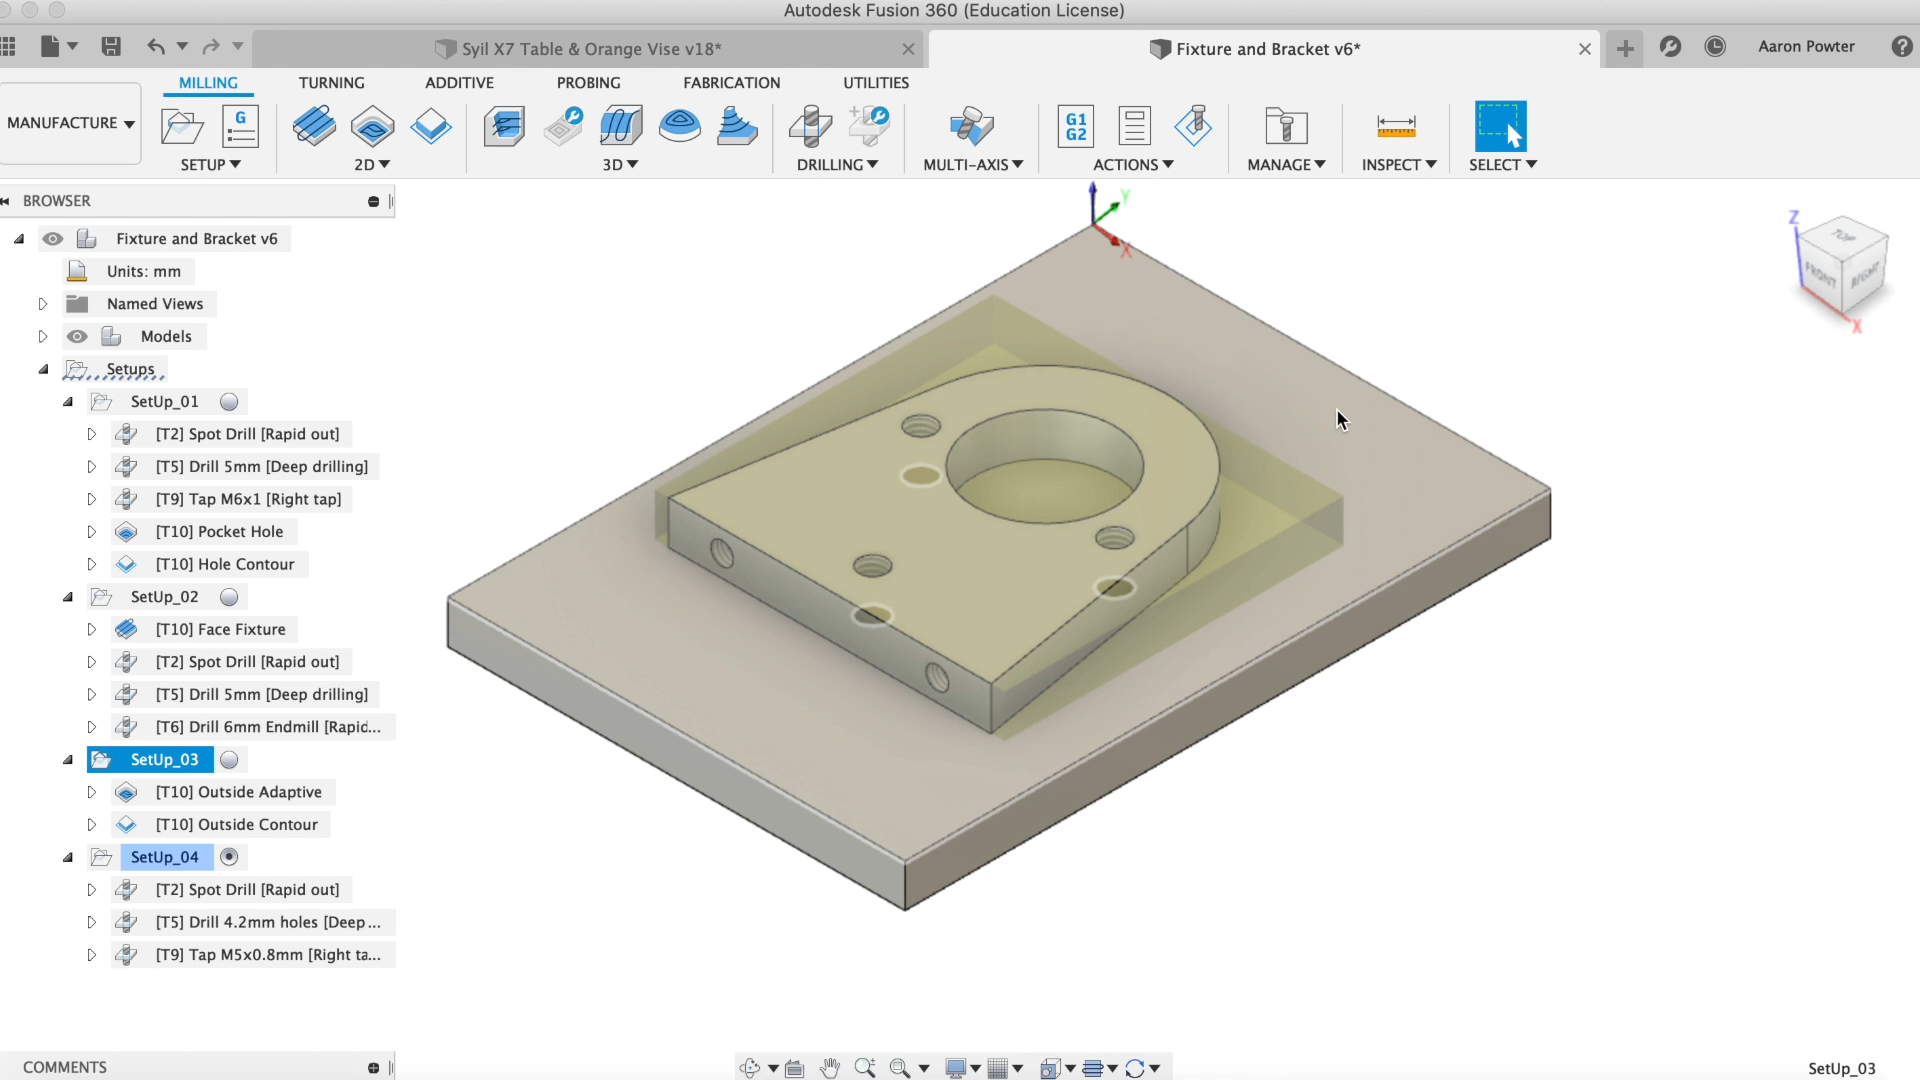 Autodesk Fusion 360 (Education License)
Syil X7 Table & Orange Vise v18*
Fixture and Bracket v6*
Aaron Powter
MILLING
TURNING
ADDITIVE
PROBING
FABRICATION
UTILITIES
MANUFACTURE
G
G1
G2
SETUP
2D
3D
DRILLING
MULTI-AXIS
ACTIONS
MANAGE
INSPECT
SELECT
BROWSER
Fixture and Bracket v6
Units: mm
Named Views
Models
Setups
SetUp_01
[T2] Spot Drill [Rapid out]
[T5] Drill 5mm [Deep drilling]
[T9] Tap M6x1 [Right tap]
[T10] Pocket Hole
[T10] Hole Contour
SetUp_02
[T10] Face Fixture
[T2] Spot Drill [Rapid out]
[T5] Drill 5mm [Deep drilling]
[T6] Drill 6mm Endmill [Rapid...
SetUp_03
[T10] Outside Adaptive
[T10] Outside Contour
SetUp_04
[T2] Spot Drill [Rapid out]
[T5] Drill 4.2mm holes [Deep ...
[T9] Tap M5x0.8mm [Right ta...
Y
X
Z
TOP
FRONT
RIGHT
X
COMMENTS
SetUp_03